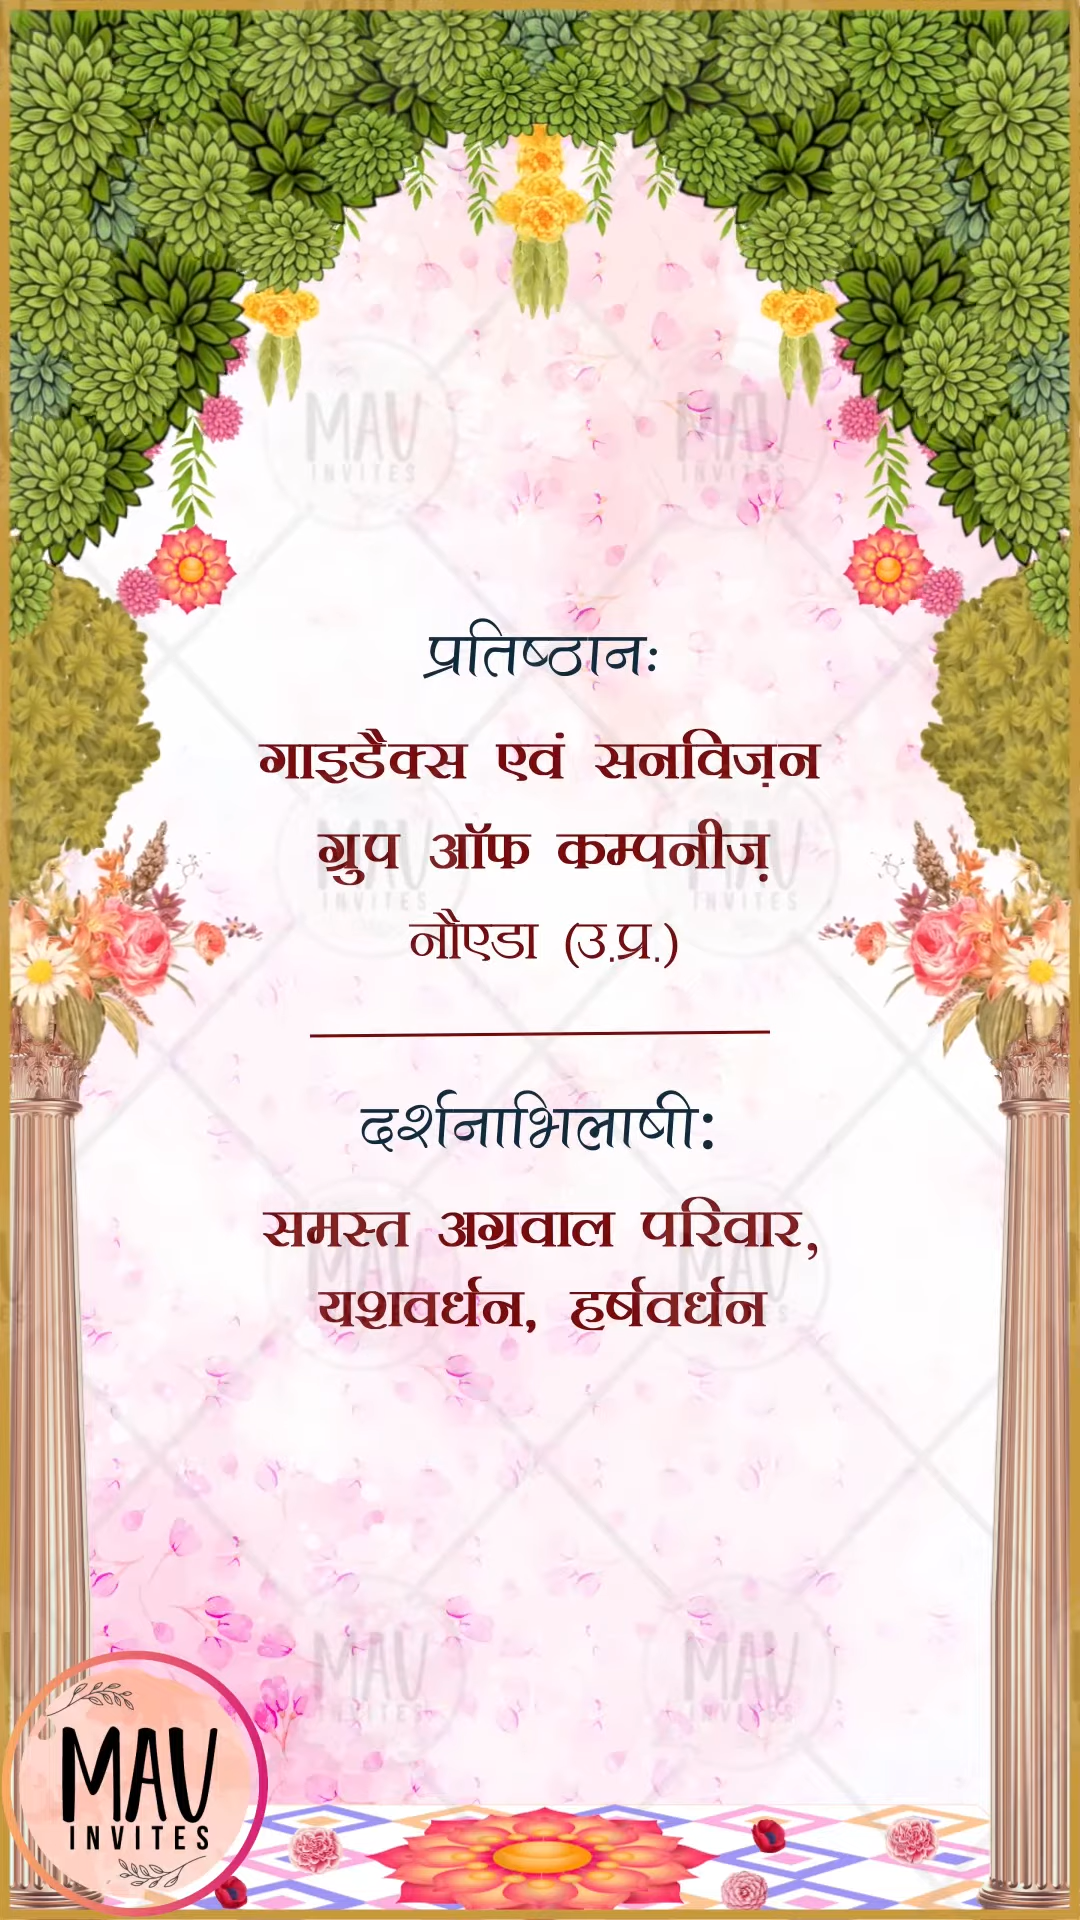 प्रतिष्ठानः
गाइडैक्स एवं सनविज़न
ग्रुप ऑफ कम्पनीज़
नौएडा (उ.प्र.)
दर्शनाभिलाषी:
समस्त अग्रवाल परिवार,
यशवर्धन, हर्षवर्धन
MAV
INVITES